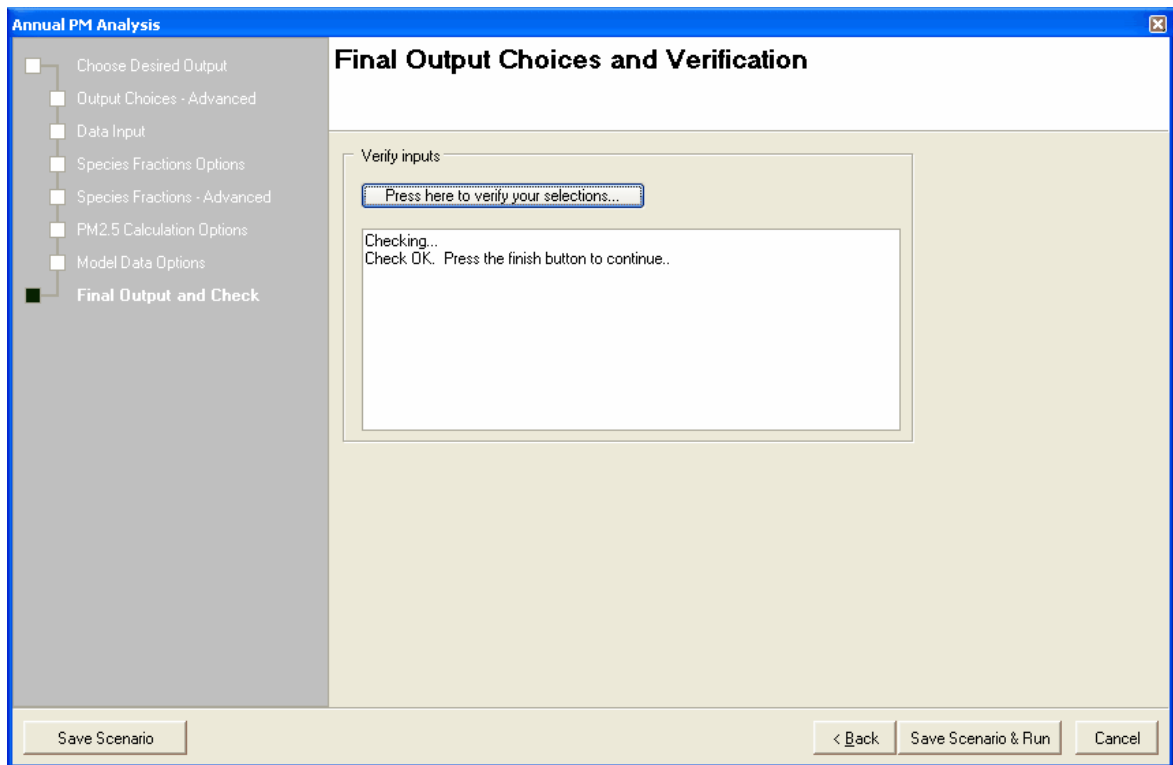 Annual PM Analysis
Choose Desired Output
Output Choices - Advanced
Data Input
Species Fractions Options
Species Fractions - Advanced
PM2.5 Calculation Options
Model Data Options
Final Output and Check
Final Output Choices and Verification
Verify inputs
Press here to verify your selections...
Checking...
Check OK.  Press the finish button to continue..
Save Scenario
< Back
Save Scenario & Run
Cancel